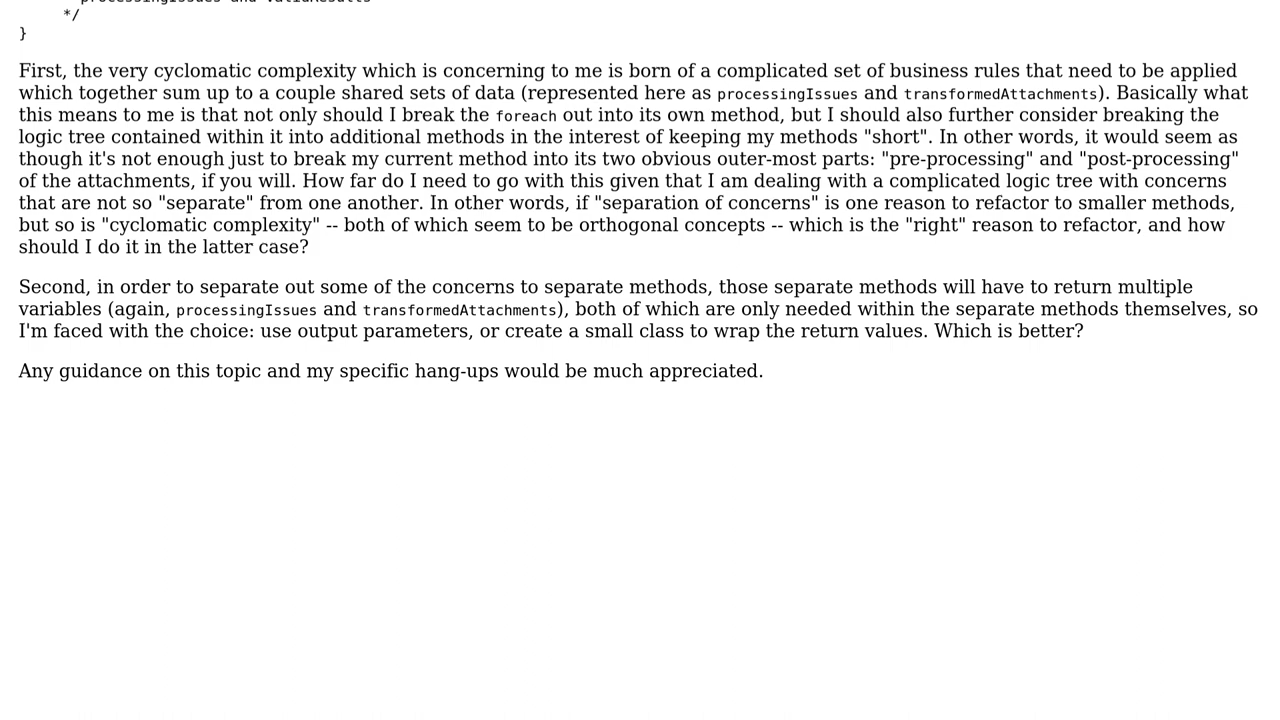 */
}
First, the very cyclomatic complexity which is concerning to me is born of a complicated set of business rules that need to be applied
which together sum up to a couple shared sets of data (represented here as processingIssues and transformedAttachments). Basically what
this means to me is that not only should I break the foreach out into its own method, but I should also further consider breaking the
logic tree contained within it into additional methods in the interest of keeping my methods "short". In other words, it would seem as
though it's not enough just to break my current method into its two obvious outer-most parts: "pre-processing" and "post-processing"
of the attachments, if you will. How far do I need to go with this given that I am dealing with a complicated logic tree with concerns
that are not so "separate" from one another. In other words, if "separation of concerns" is one reason to refactor to smaller methods,
but so is "cyclomatic complexity" -- both of which seem to be orthogonal concepts -- which is the "right" reason to refactor, and how
should I do it in the latter case?
Second, in order to separate out some of the concerns to separate methods, those separate methods will have to return multiple
variables (again, processingIssues and transformedAttachments), both of which are only needed within the separate methods themselves, so
I'm faced with the choice: use output parameters, or create a small class to wrap the return values. Which is better?
Any guidance on this topic and my specific hang-ups would be much appreciated.